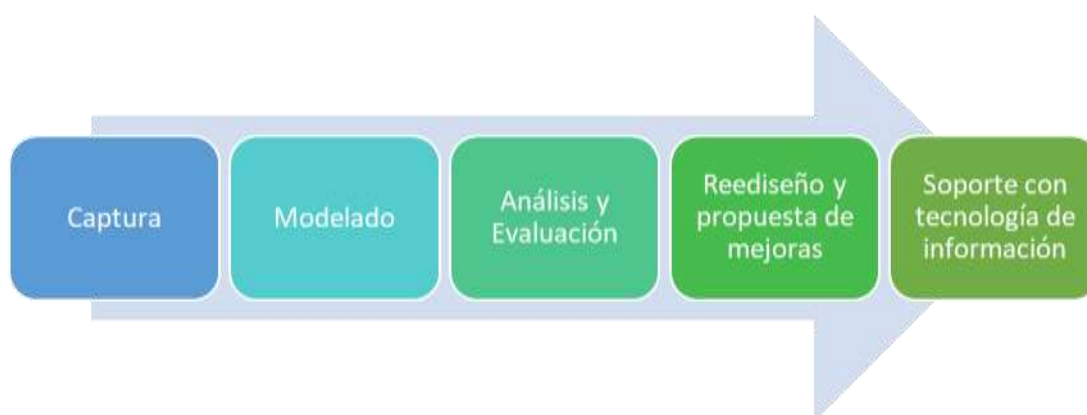 Captura
Modelado
Análisis y
Evaluación
Reediseño y
propuesta de
mejoras
Soporte con
tecnología de
información